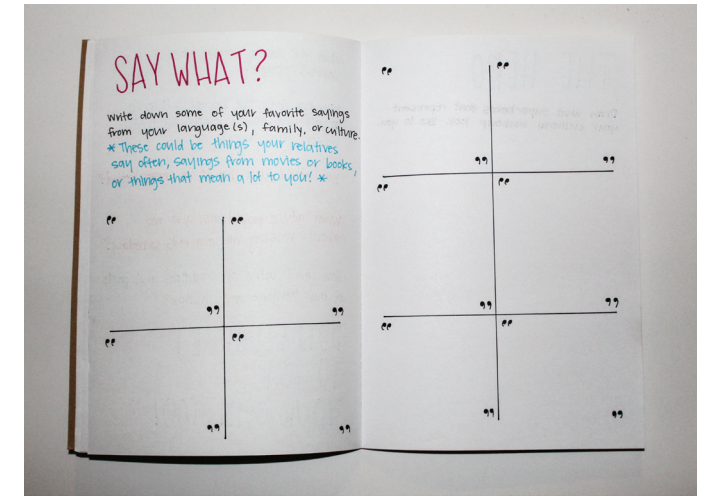 SAY WHAT?
Write down some of your favorite sayings
from your language(s), family, or culture.
* These could be things your relatives
say often, sayings from movies or books,
or things that mean a lot to you! *
“ “
” ”
“ “
” ”
“ “
” ”
“ “
” ”
“ “
” ”